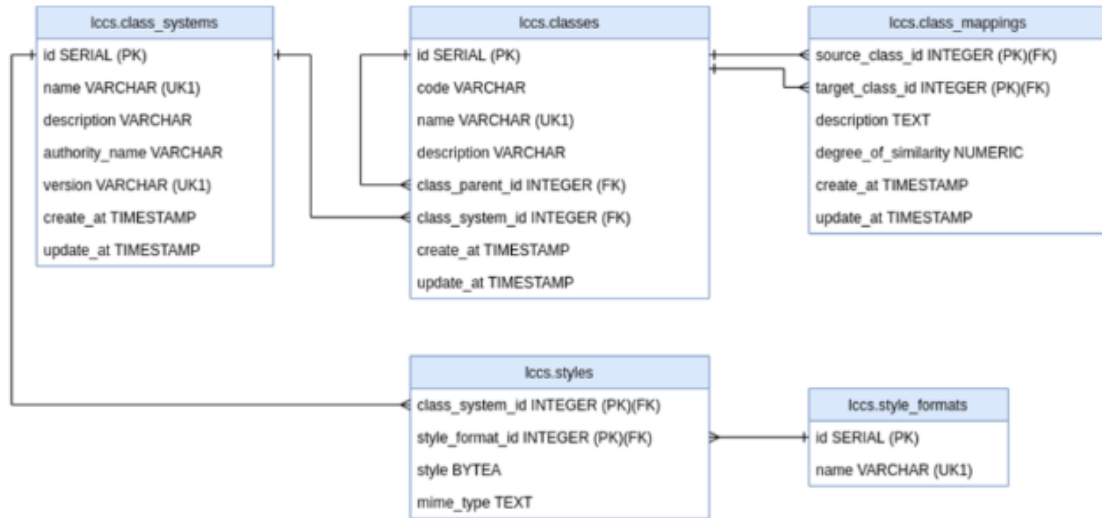 lccs.class_systems
id SERIAL (PK)
name VARCHAR (UK1)
description VARCHAR
authority_name VARCHAR
version VARCHAR (UK1)
create_at TIMESTAMP
update_at TIMESTAMP
lccs.classes
id SERIAL (PK)
code VARCHAR
name VARCHAR (UK1)
description VARCHAR
class_parent_id INTEGER (FK)
class_system_id INTEGER (FK)
create_at TIMESTAMP
update_at TIMESTAMP
lccs.class_mappings
source_class_id INTEGER (PK)(FK)
target_class_id INTEGER (PK)(FK)
description TEXT
degree_of_similarity NUMERIC
create_at TIMESTAMP
update_at TIMESTAMP
lccs.styles
class_system_id INTEGER (PK)(FK)
style_format_id INTEGER (PK)(FK)
style BYTEA
mime_type TEXT
lccs.style_formats
id SERIAL (PK)
name VARCHAR (UK1)